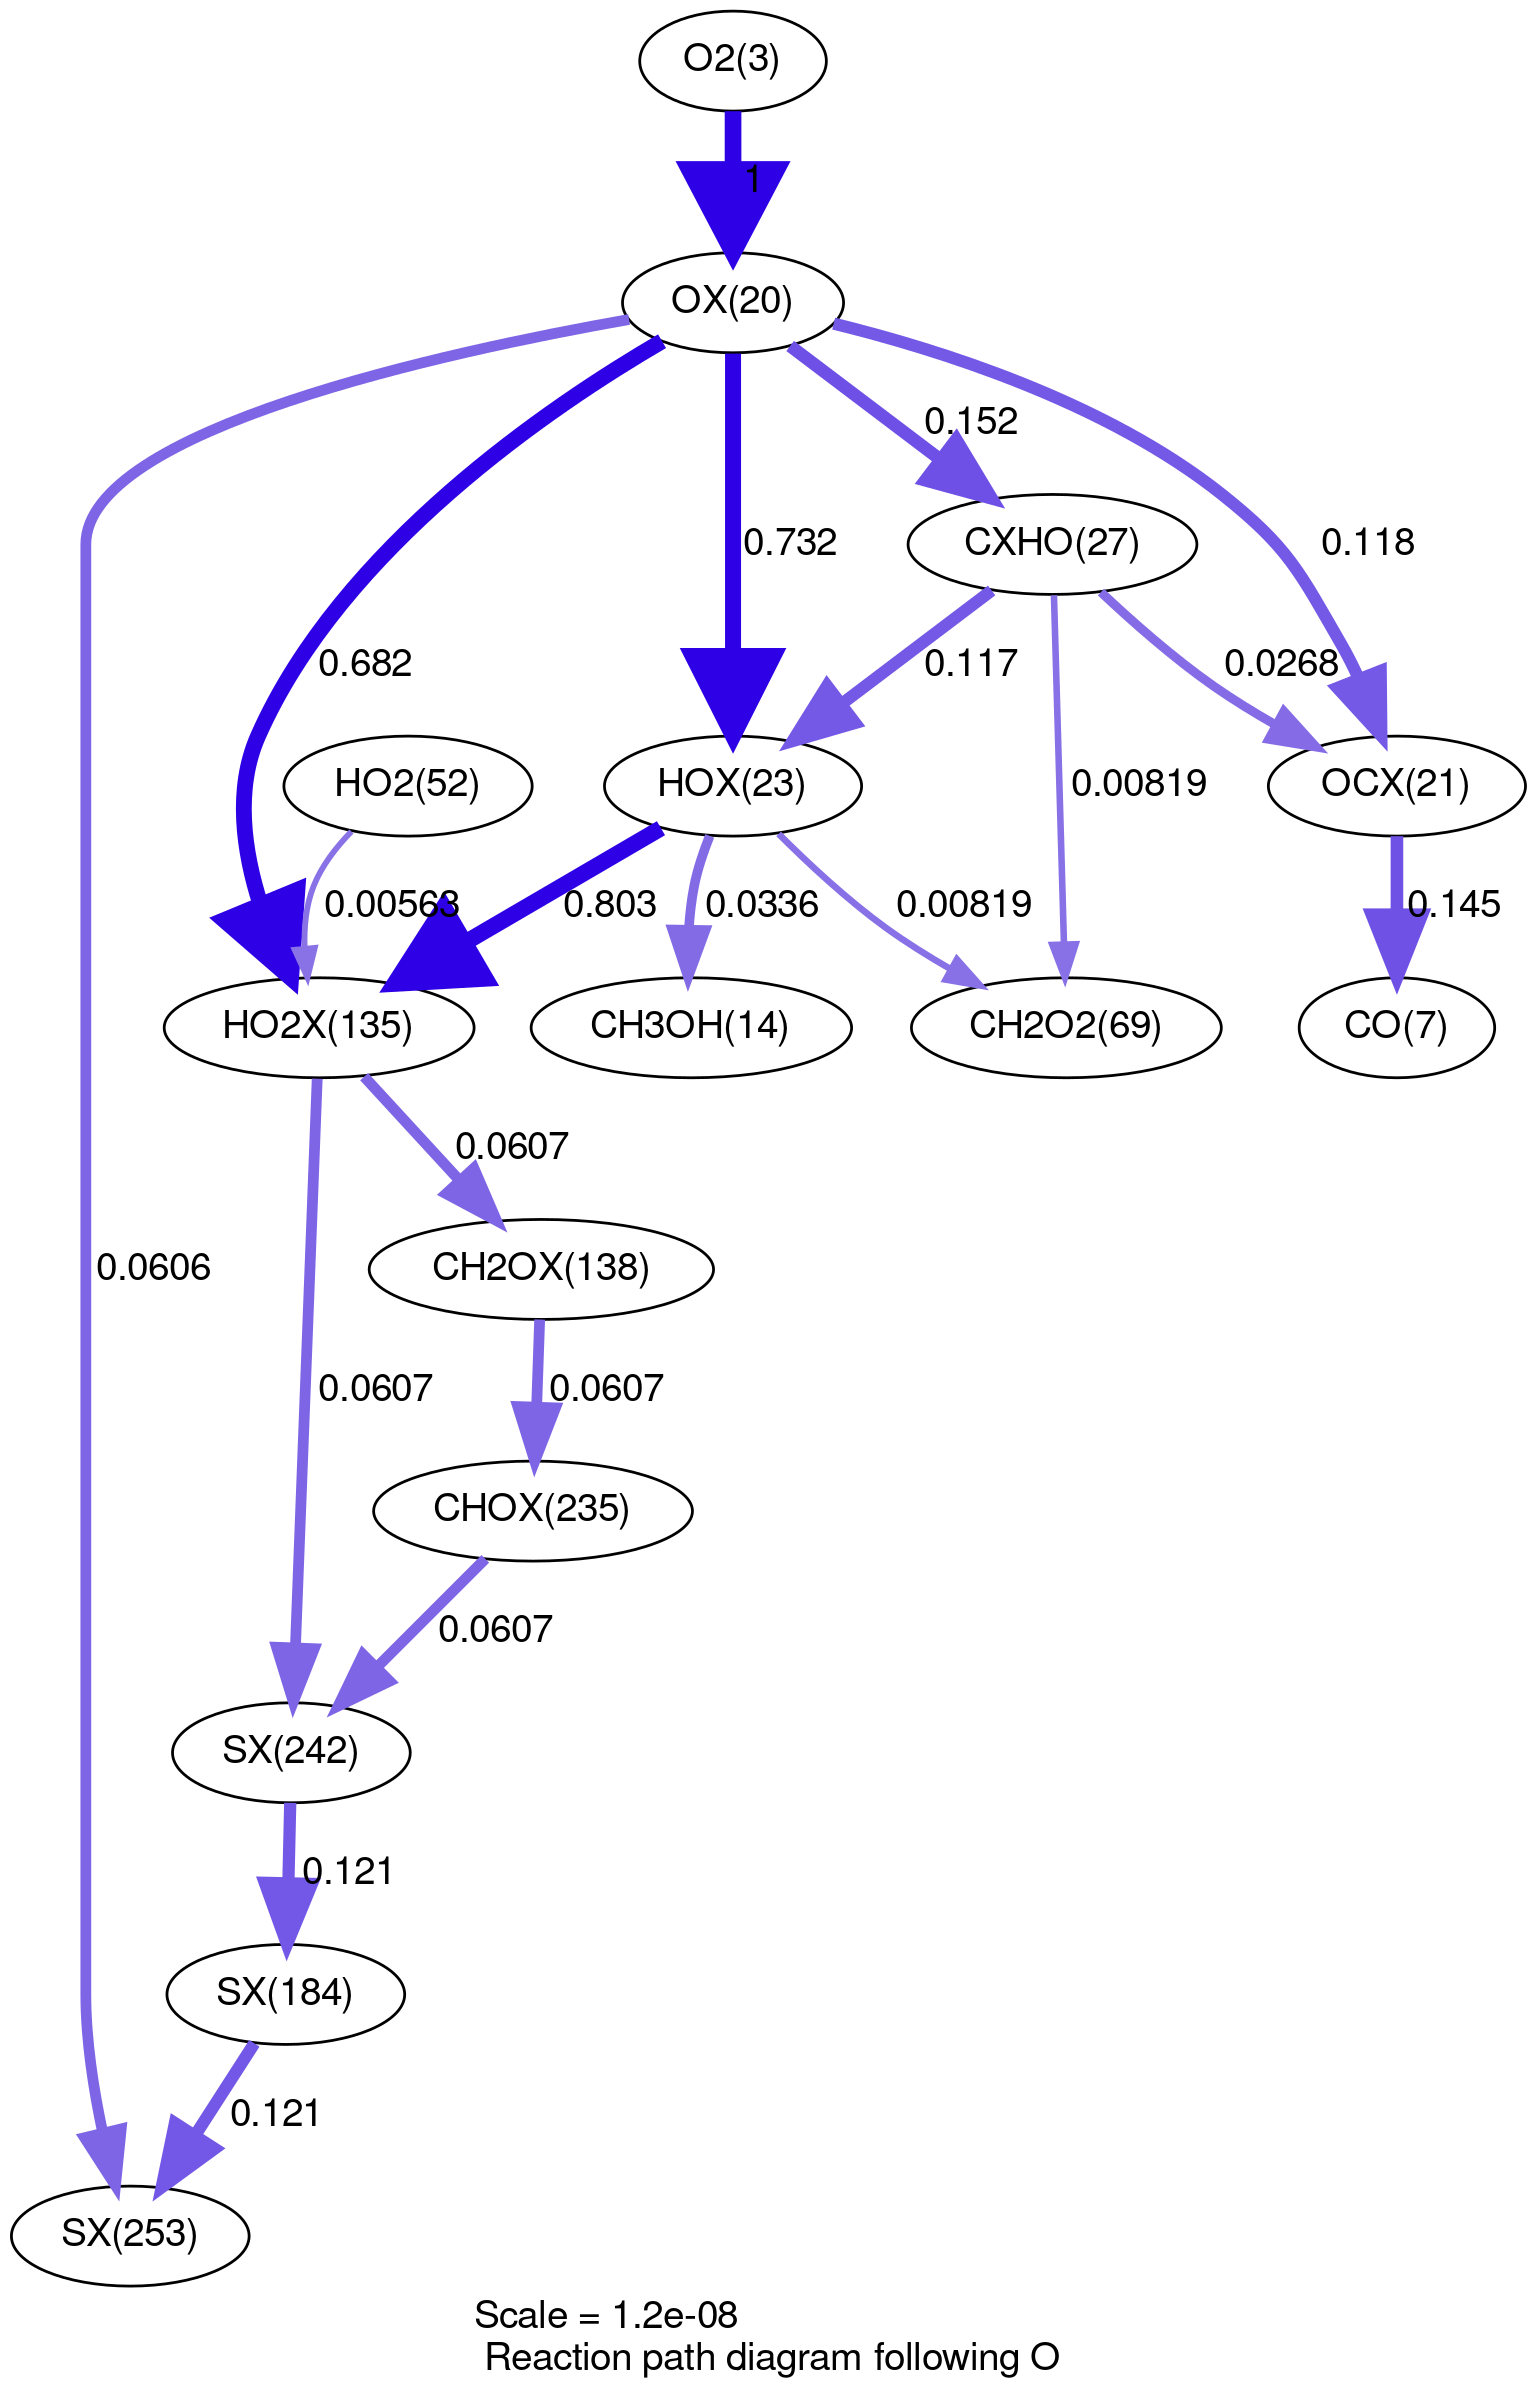 O2(3)
1
OX(20)
0.152
0.732
0.118
CXHO(27)
0.682
0.117
0.0268
HO2(52)
HOX(23)
0.00819
OCX(21)
0.00563
0.803
0.0336
0.00819
0.145
HO2X(135)
CH3OH(14)
CH2O2(69)
CO(7)
0.0607
0.0606
CH2OX(138)
0.0607
0.0607
CHOX(235)
0.0607
SX(242)
0.121
SX(184)
0.121
SX(253)
Scale = 1.2e-08
Reaction path diagram following O